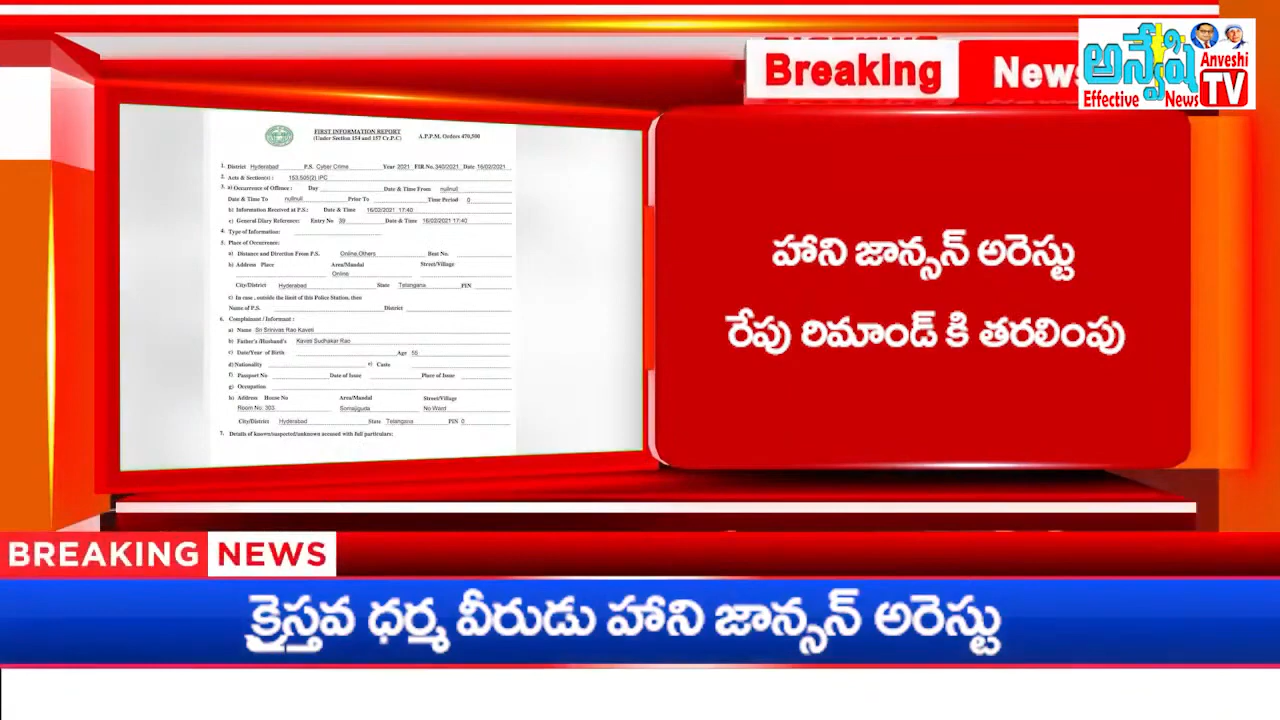 Breaking News
అన్వేషి
Anveshi
TV
Effective News
FIRST INFORMATION REPORT
(Under Section 154 and 157 Cr.P.C)
A.P.P.M. Orders 470,500
1. District Hyderabad P.S. Cyber Crime Year 2021 FIR No. 340/2021 Date 16/02/2021
2. Acts & Section(s) : 153,505(2) IPC
3. a) Occurrence of Offence : Day Date & Time From nullnull
Date & Time To nullnull Prior To Time Period 0
b) Information Received at P.S.: Date & Time 16/02/2021 17:40
c) General Diary Reference: Entry No 39 Date & Time 16/02/2021 17:40
4. Type of Information:
5. Place of Occurrence:
a) Distance and Direction From P.S. Online,Others Beat No.
b) Address Place Area/Mandal Street/Village
Online
City/District Hyderabad State Telangana PIN
c) In case , outside the limit of this Police Station, then
Name of P.S. District
6. Complainant / Informant :
a) Name Sri Srinivas Rao Kaveti
b) Father's /Husband's Kaveti Sudhakar Rao
c) Date/Year of Birth Age 55
d) Nationality e) Caste
f) Passport No Date of Issue Place of Issue
g) Occupation
h) Address House No Area/Mandal Street/Village
Room No: 303 Somajiguda No Want
City/District Hyderabad State Telangana PIN 0
7. Details of known/suspected/unknown accused with full particulars:
హాని జాన్సన్ అరెస్టు
రేపు రిమాండ్ కి తరలింపు
BREAKING NEWS
క్రైస్తవ ధర్మ వీరుడు హాని జాన్సన్ అరెస్టు